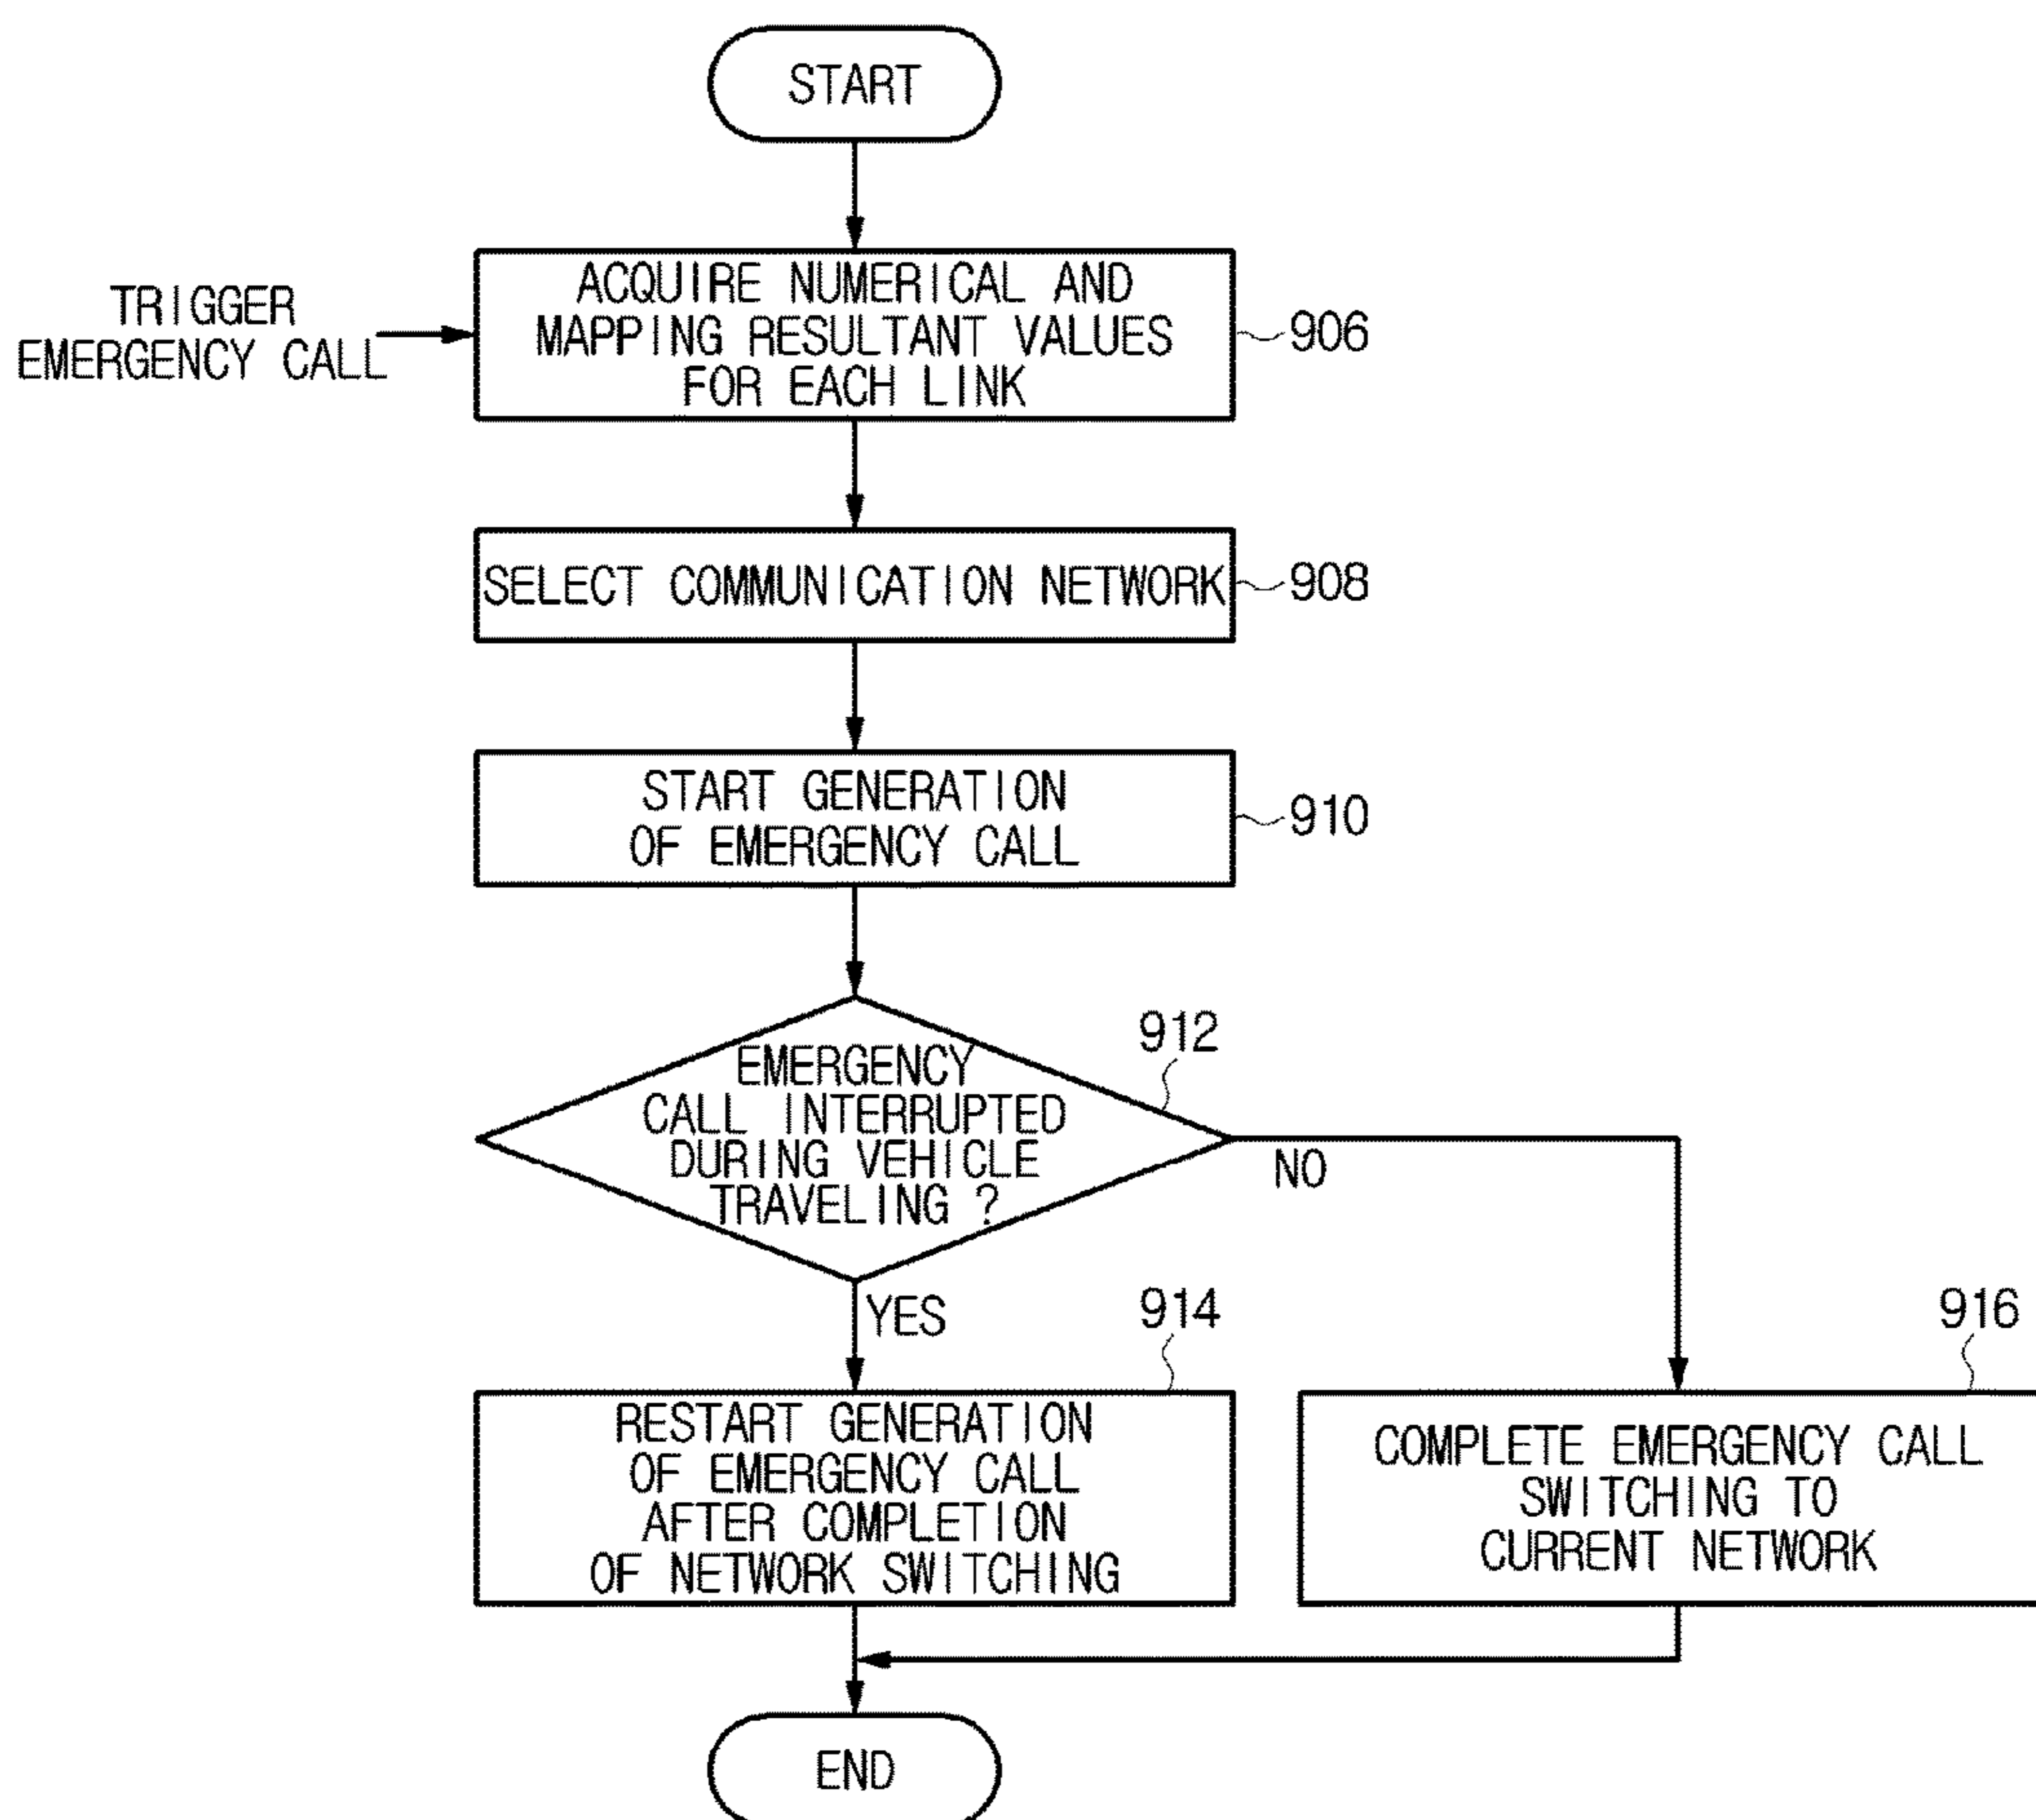 START
TRIGGER
EMERGENCY CALL
ACQUIRE NUMERICAL AND
MAPPING RESULTANT VALUES
FOR EACH LINK
906
SELECT COMMUNICATION NETWORK
908
START GENERATION
OF EMERGENCY CALL
910
912
EMERGENCY
CALL INTERRUPTED
DURING VEHICLE
TRAVELING ?
NO
YES
914
916
RESTART GENERATION
OF EMERGENCY CALL
AFTER COMPLETION
OF NETWORK SWITCHING
COMPLETE EMERGENCY CALL
SWITCHING TO
CURRENT NETWORK
END